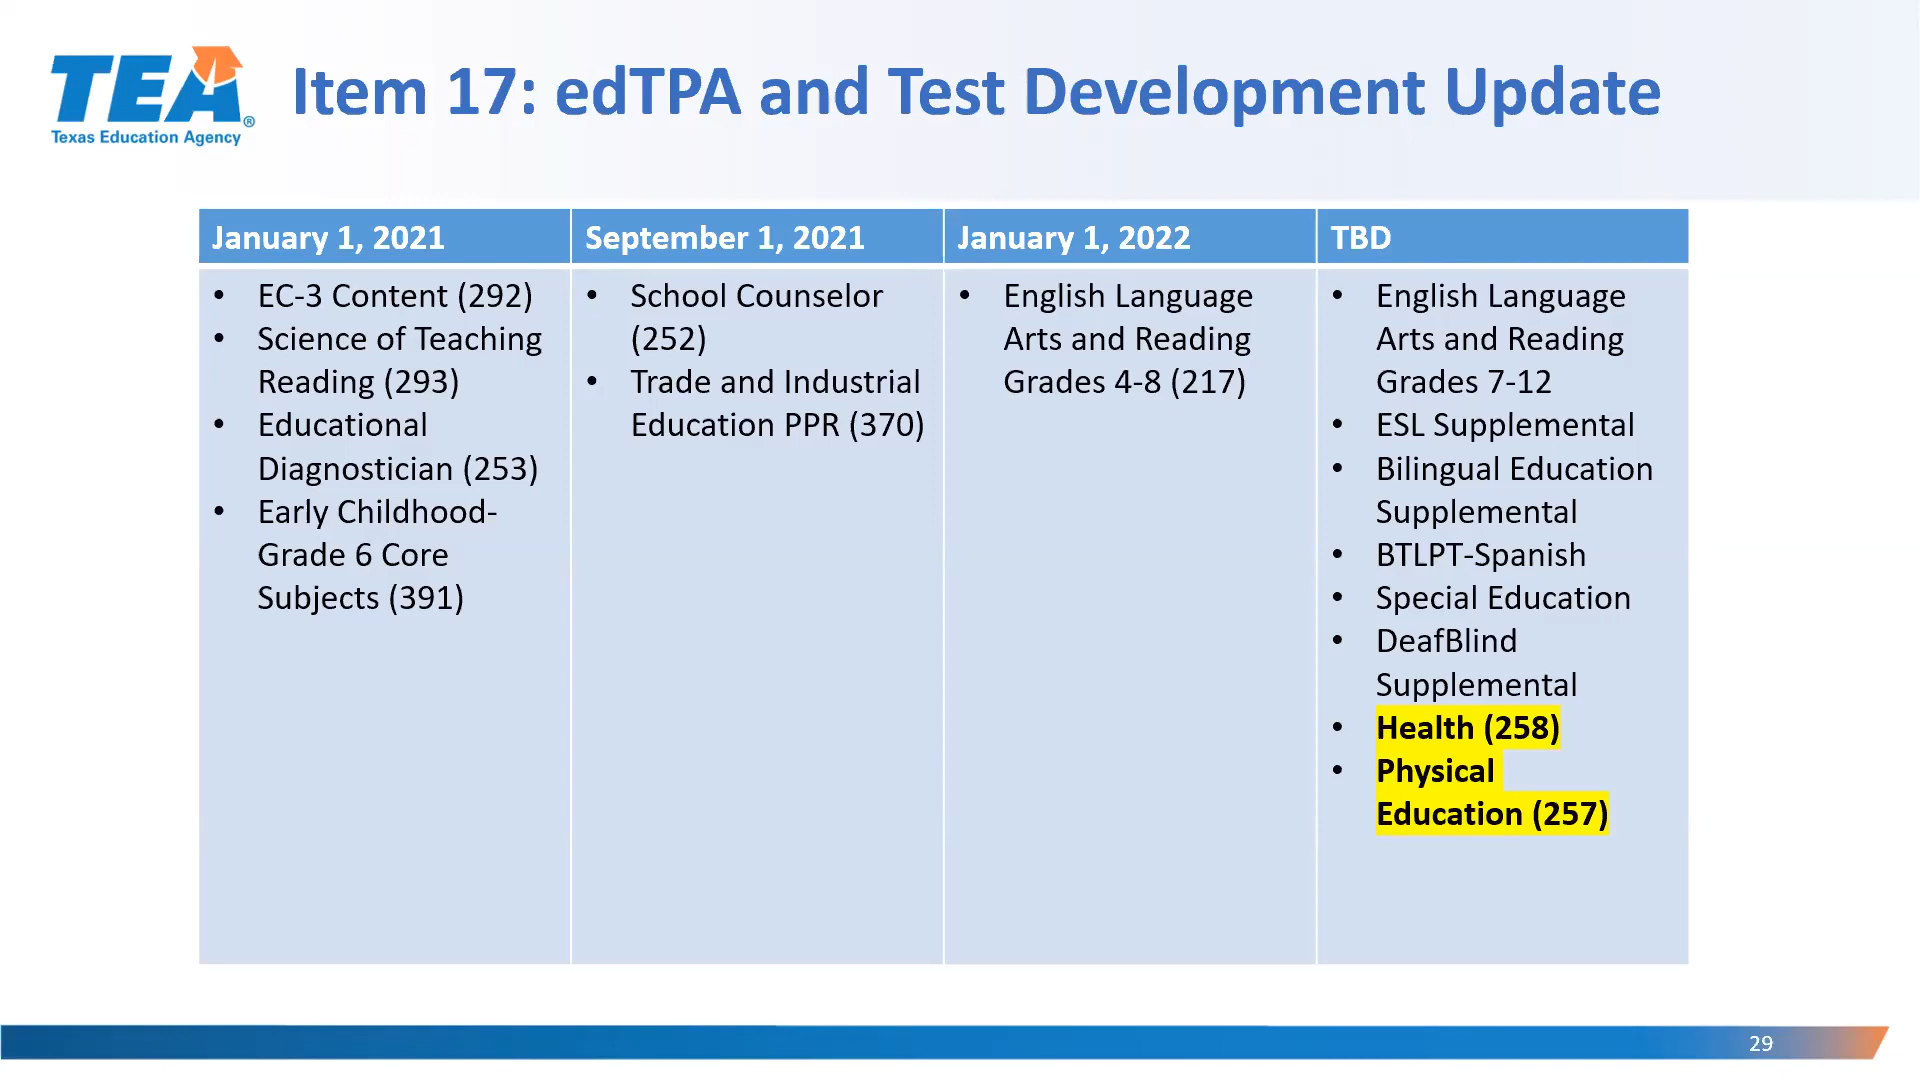 TEA®
Texas Education Agency
Item 17: edTPA and Test Development Update
January 1, 2021
• EC-3 Content (292)
• Science of Teaching
Reading (293)
• Educational
Diagnostician (253)
• Early Childhood-
Grade 6 Core
Subjects (391)
September 1, 2021
• School Counselor
(252)
• Trade and Industrial
Education PPR (370)
January 1, 2022
• English Language
Arts and Reading
Grades 4-8 (217)
TBD
• English Language
Arts and Reading
Grades 7-12
• ESL Supplemental
• Bilingual Education
Supplemental
• BTLPT-Spanish
• Special Education
• DeafBlind
Supplemental
• Health (258)
• Physical
Education (257)
29